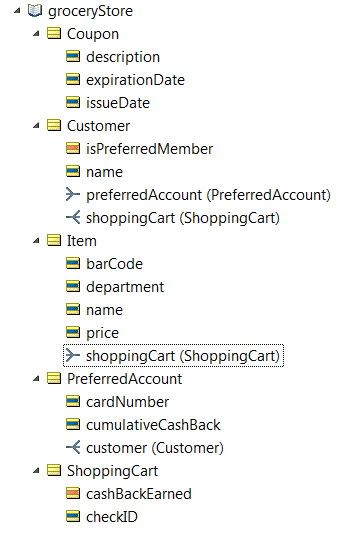 groceryStore
Coupon
description
expirationDate
issueDate
Customer
isPreferredMember
name
preferredAccount (PreferredAccount)
shoppingCart (ShoppingCart)
Item
barCode
department
name
price
shoppingCart (ShoppingCart)
PreferredAccount
cardNumber
cumulativeCashBack
customer (Customer)
ShoppingCart
cashBackEarned
checkID